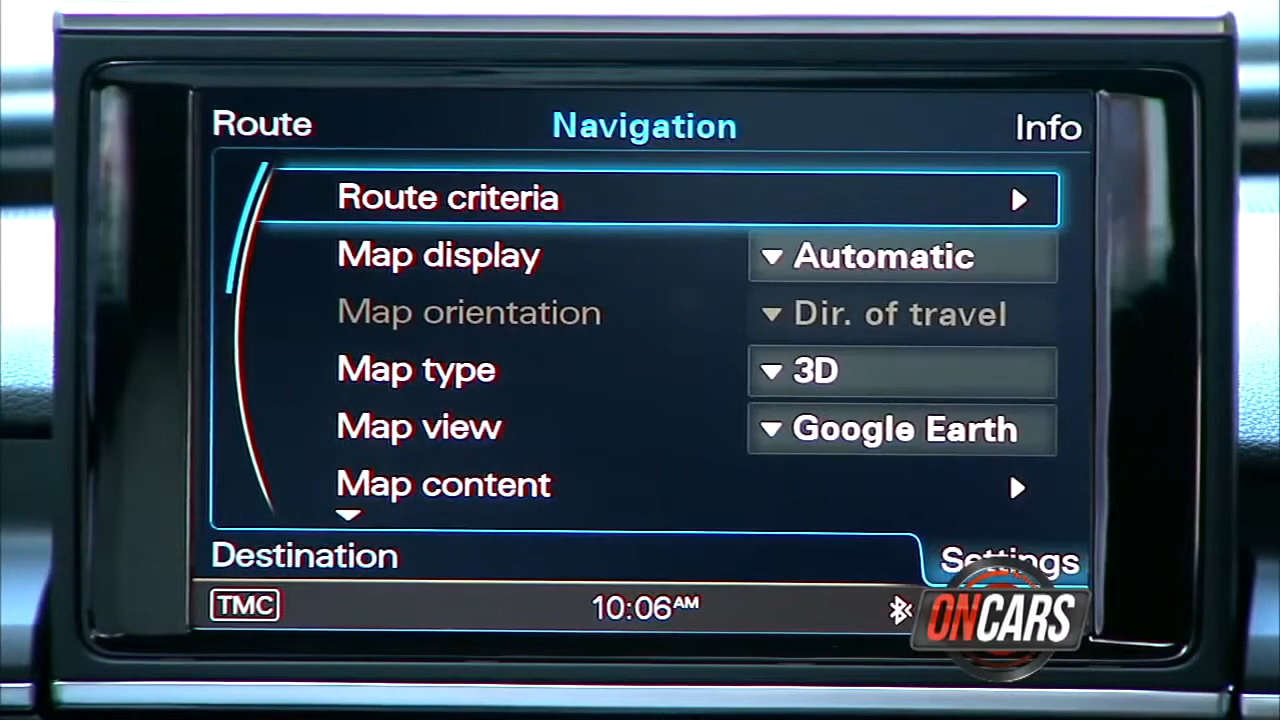 Route Navigation Info
Route criteria
Map display Automatic
Map orientation Dir. of travel
Map type 3D
Map view Google Earth
Map content
Destination Settings
TMC 10:06AM
ONCARS